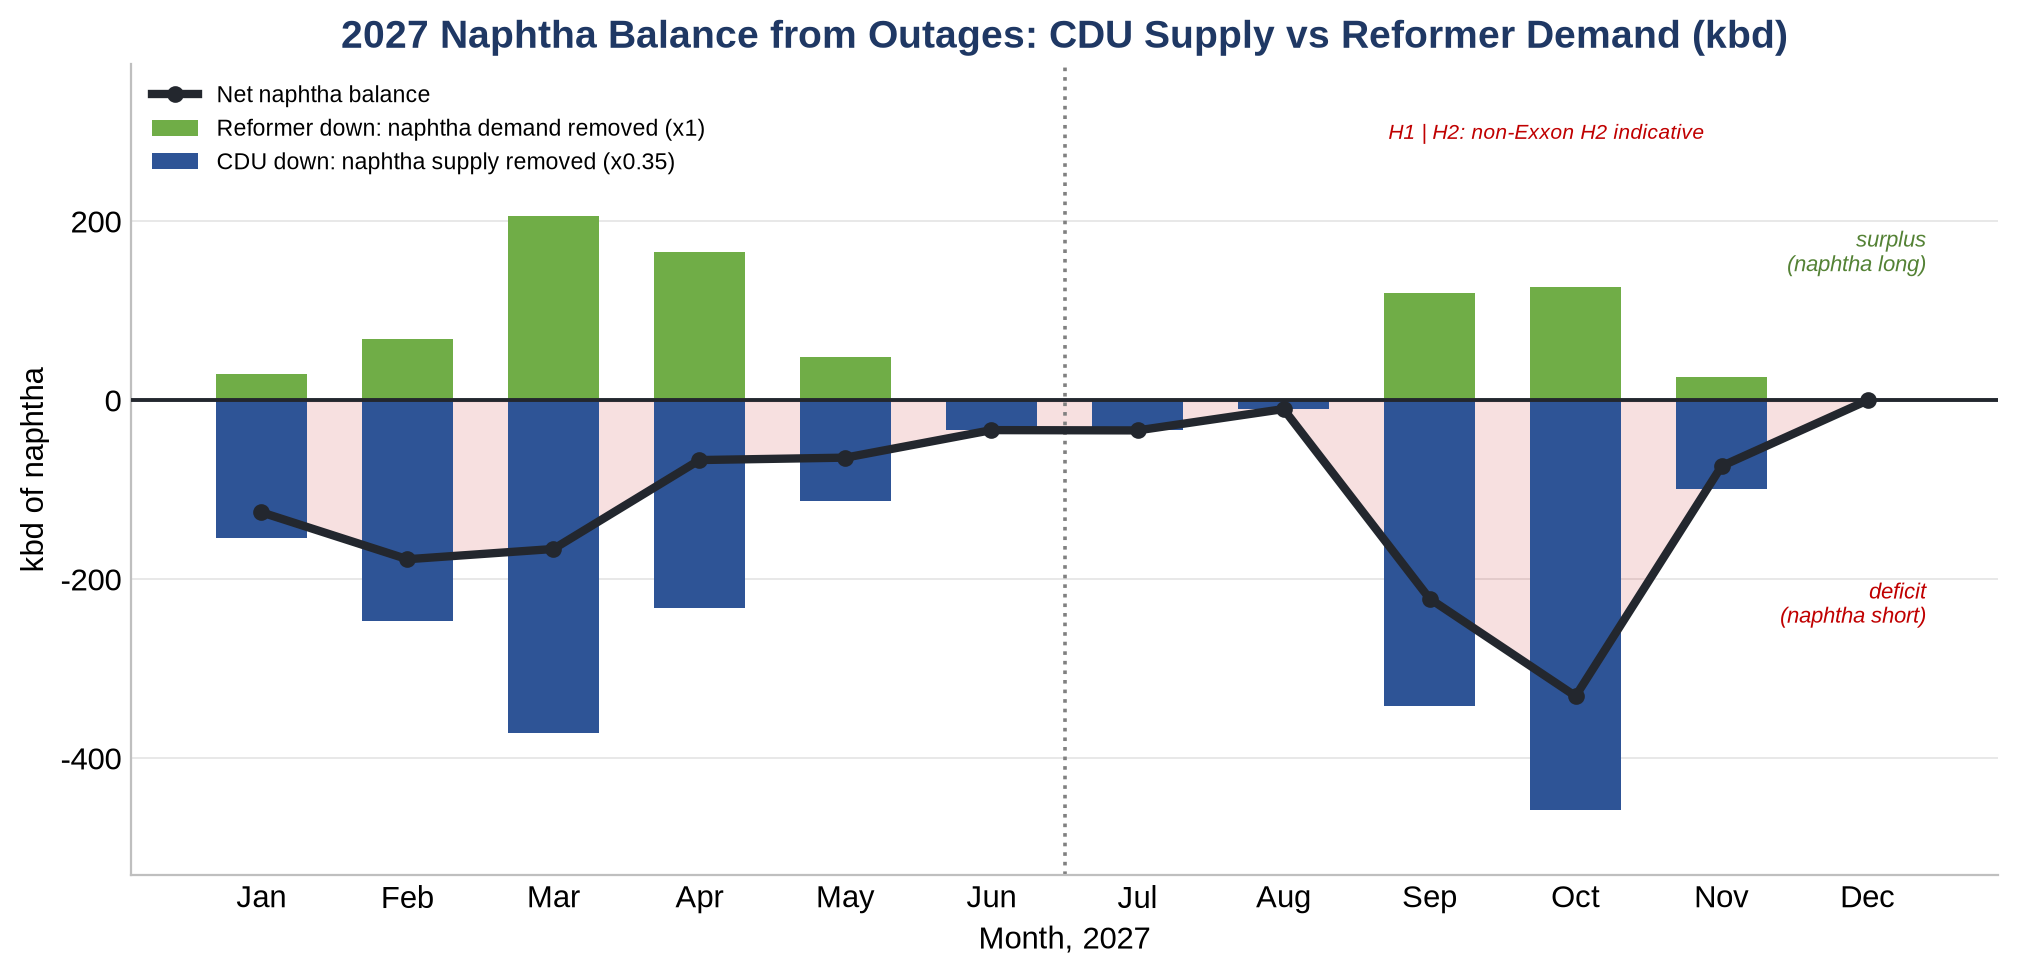 2027 Naphtha Balance from Outages: CDU Supply vs Reformer Demand (kbd)
Net naphtha balance
Reformer down: naphtha demand removed (x1)
CDU down: naphtha supply removed (x0.35)
H1 | H2: non-Exxon H2 indicative
surplus
(naphtha long)
deficit
(naphtha short)
kbd of naphtha
200
0
-200
-400
Jan Feb Mar Apr May Jun Jul Aug Sep Oct Nov Dec
Month, 2027